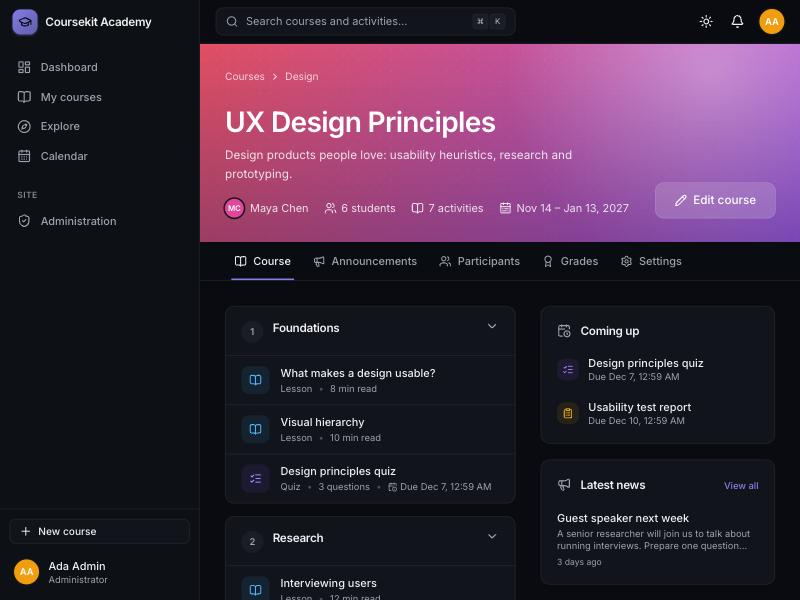 Coursekit Academy
Search courses and activities...
⌘ K
AA
Dashboard
My courses
Explore
Calendar
SITE
Administration
New course
AA
Ada Admin
Administrator
Courses > Design
UX Design Principles
Design products people love: usability heuristics, research and
prototyping.
MC Maya Chen 6 students 7 activities Nov 14 – Jan 13, 2027
Edit course
Course Announcements Participants Grades Settings
1 Foundations
What makes a design usable?
Lesson • 8 min read
Visual hierarchy
Lesson • 10 min read
Design principles quiz
Quiz • 3 questions • Due Dec 7, 12:59 AM
2 Research
Interviewing users
Lesson • 12 min read
Coming up
Design principles quiz
Due Dec 7, 12:59 AM
Usability test report
Due Dec 10, 12:59 AM
Latest news View all
Guest speaker next week
A senior researcher will join us to talk about
running interviews. Prepare one question...
3 days ago